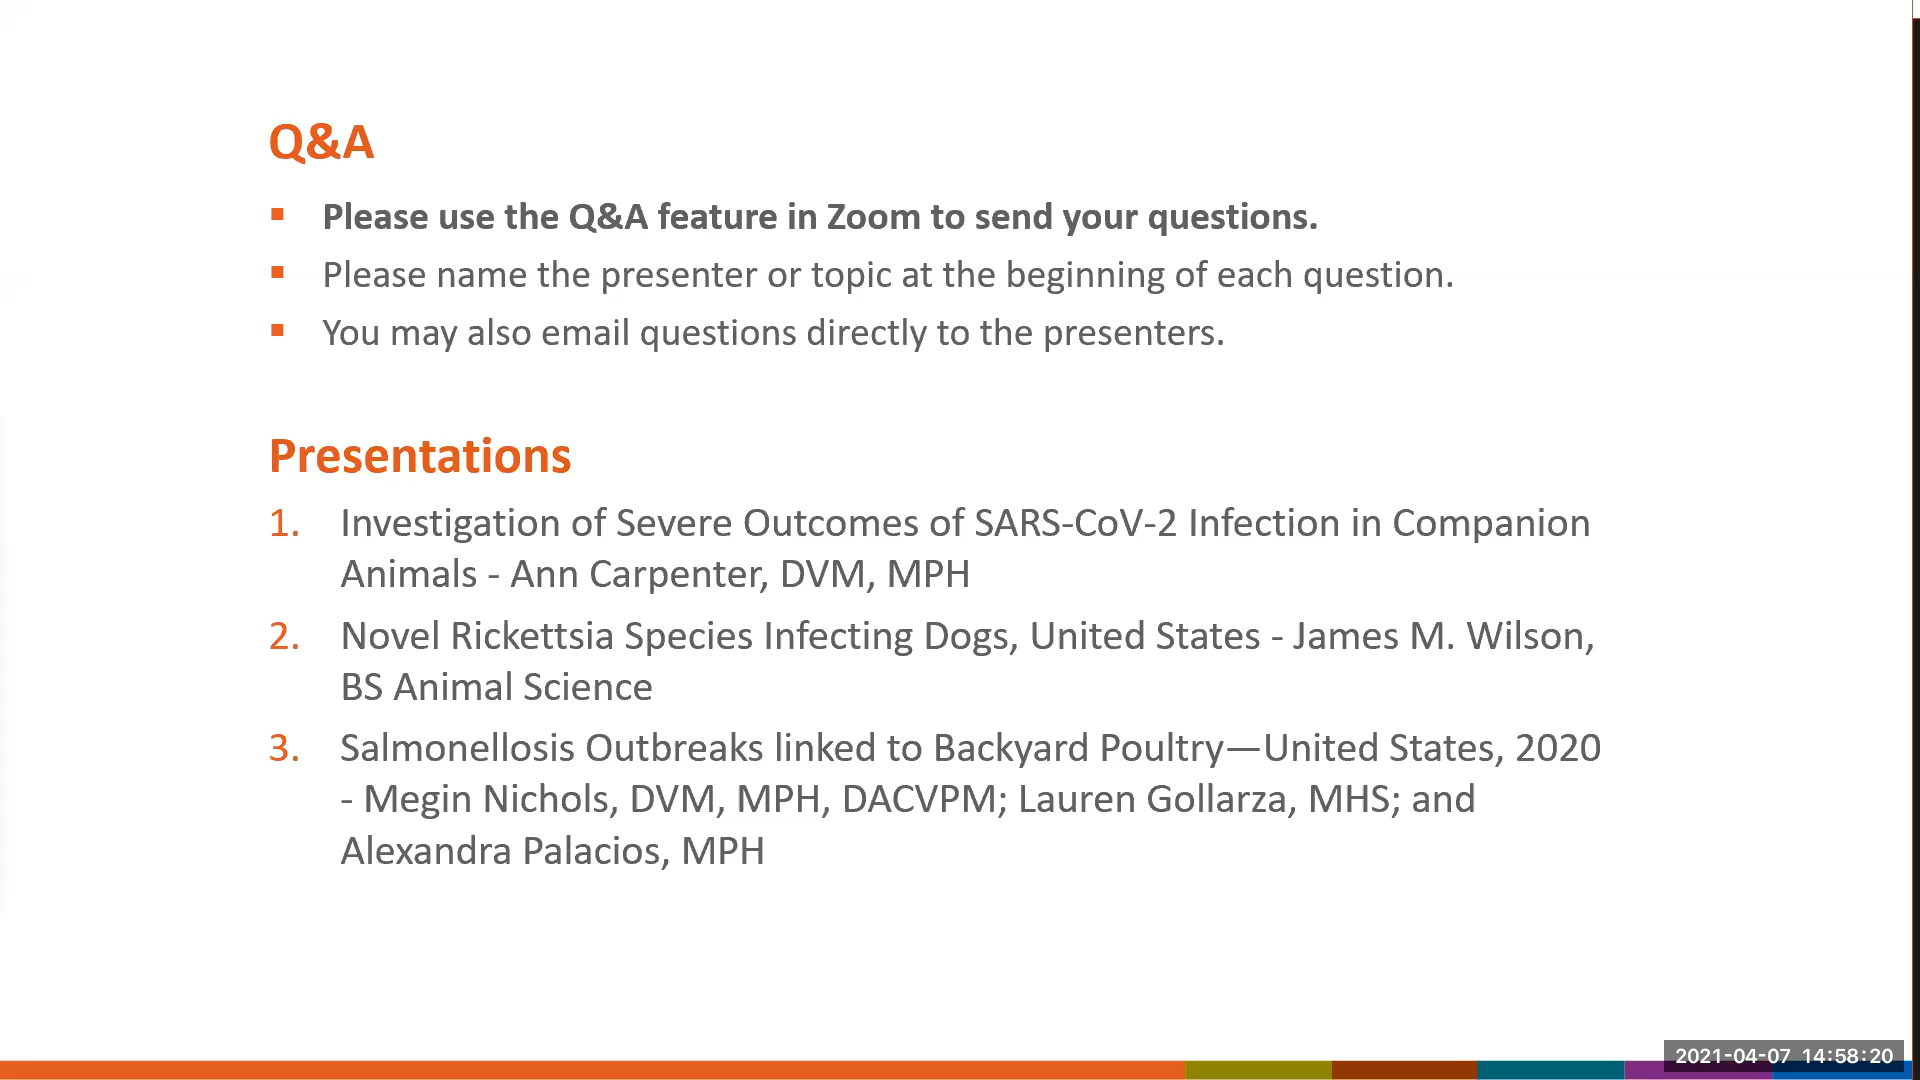 Q&A
▪ Please use the Q&A feature in Zoom to send your questions.
▪ Please name the presenter or topic at the beginning of each question.
▪ You may also email questions directly to the presenters.
Presentations
1. Investigation of Severe Outcomes of SARS-CoV-2 Infection in Companion
Animals - Ann Carpenter, DVM, MPH
2. Novel Rickettsia Species Infecting Dogs, United States - James M. Wilson,
BS Animal Science
3. Salmonellosis Outbreaks linked to Backyard Poultry—United States, 2020
- Megin Nichols, DVM, MPH, DACVPM; Lauren Gollarza, MHS; and
Alexandra Palacios, MPH
2021-04-07 14:58:20